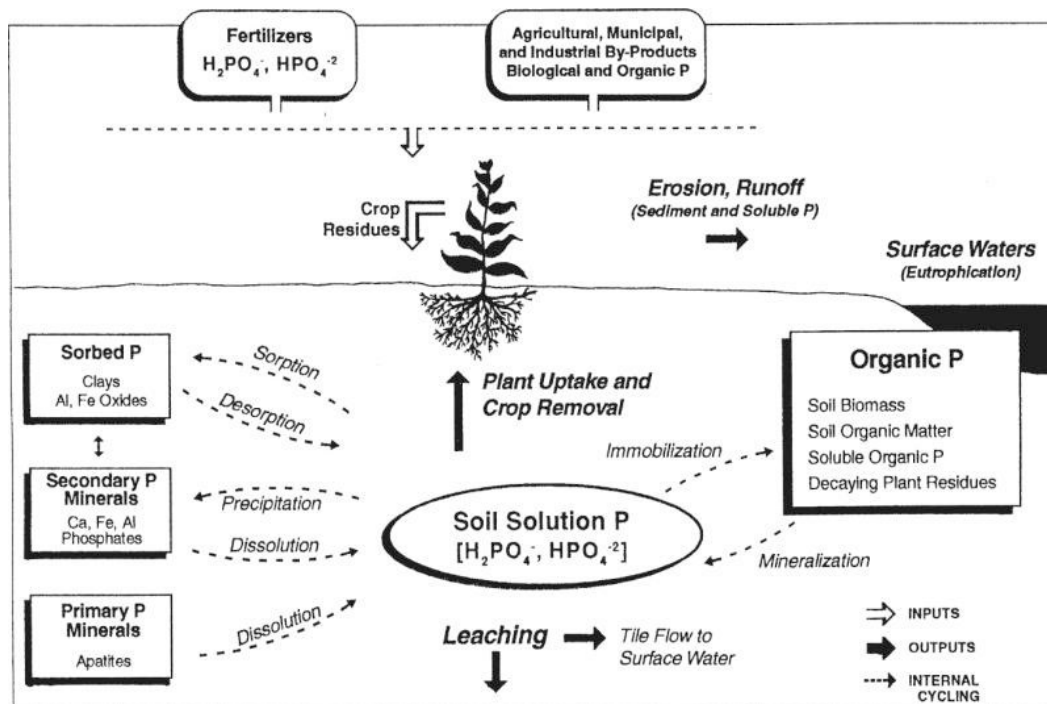 Fertilizers
H₂PO₄⁻, HPO₄⁻²
Agricultural, Municipal,
and Industrial By-Products
Biological and Organic P
Crop
Residues
Erosion, Runoff
(Sediment and Soluble P)
Surface Waters
(Eutrophication)
Sorbed P
Clays
Al, Fe Oxides
Sorption
Desorption
Plant Uptake and
Crop Removal
Organic P
Soil Biomass
Soil Organic Matter
Soluble Organic P
Decaying Plant Residues
Immobilization
Secondary P
Minerals
Ca, Fe, Al
Phosphates
Precipitation
Dissolution
Soil Solution P
[H₂PO₄⁻, HPO₄⁻²]
Mineralization
Primary P
Minerals
Apatites
Dissolution
Leaching
Tile Flow to
Surface Water
INPUTS
OUTPUTS
INTERNAL
CYCLING